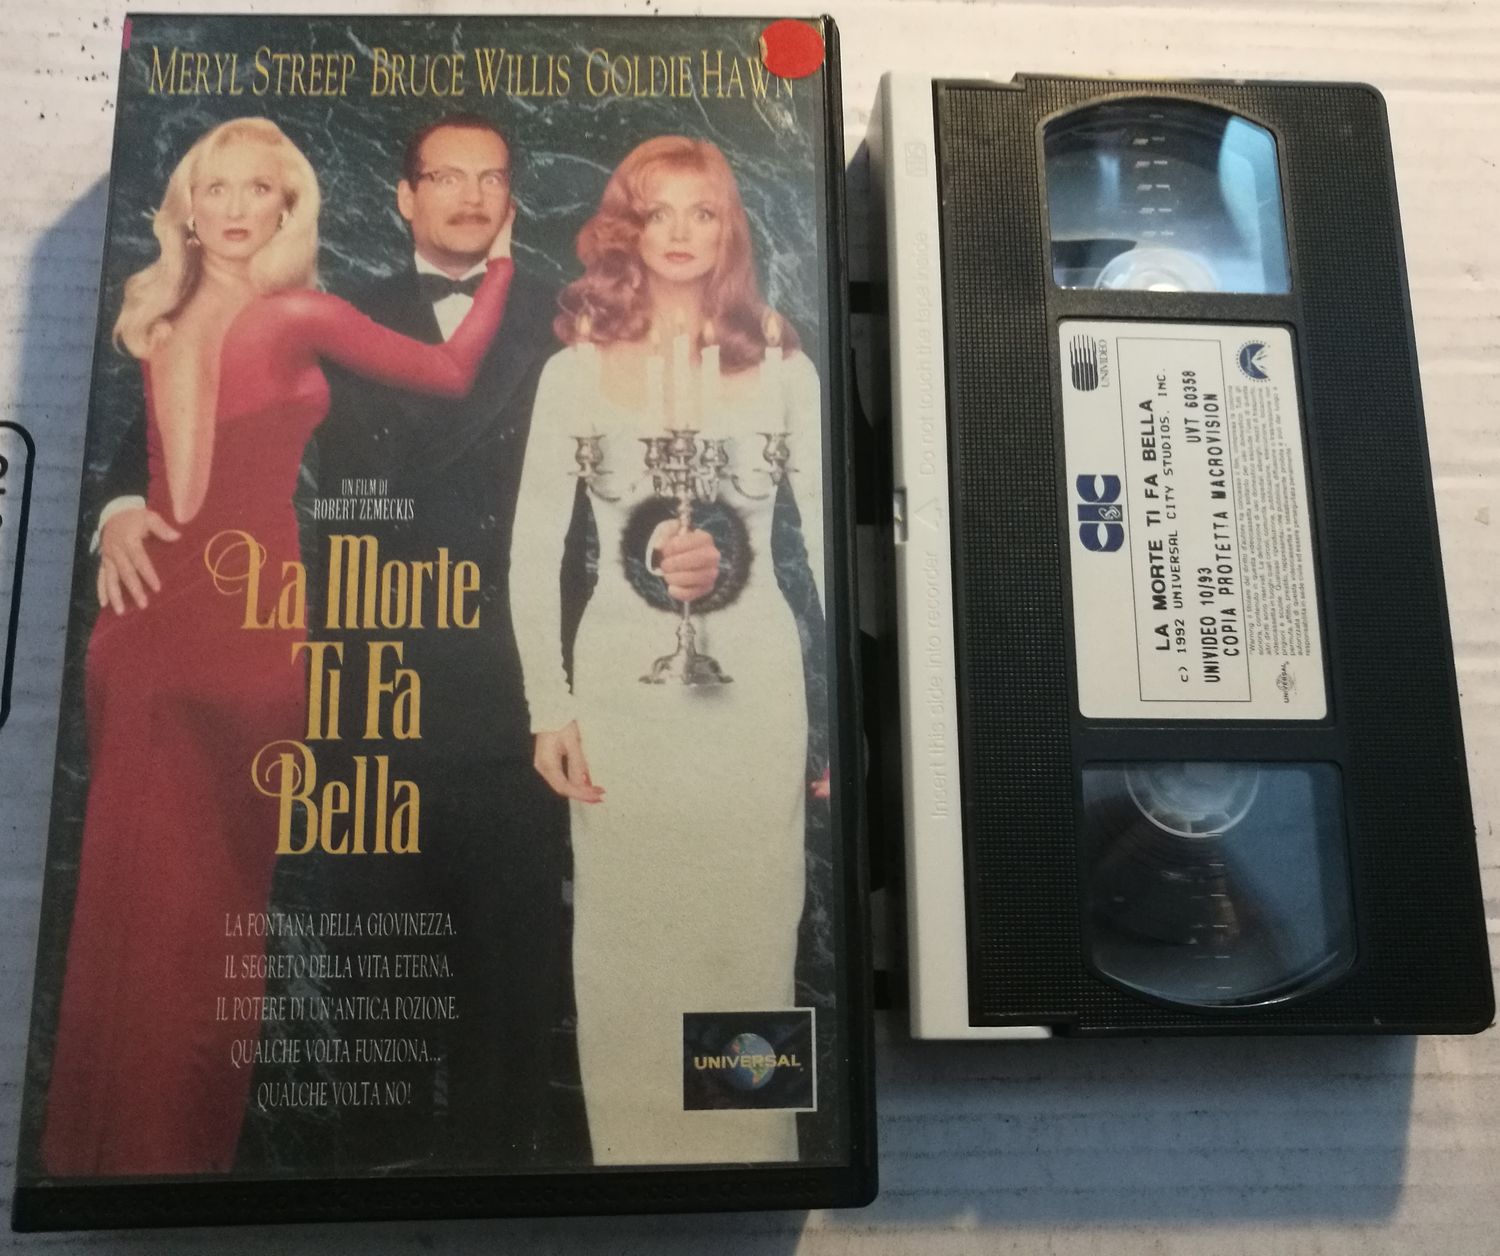 MERYL STREEP BRUCE WILLIS GOLDIE HAWN
UN FILM DI
ROBERT ZEMECKIS
La Morte
Ti Fa
Bella
LA FONTANA DELLA GIOVINEZZA.
IL SEGRETO DELLA VITA ETERNA.
IL POTERE DI UN'ANTICA POZIONE.
QUALCHE VOLTA FUNZIONA...
QUALCHE VOLTA NO!
UNIVERSAL
Insert this side into recorder
Do not touch the tape inside
UNIVIDEO
CIC
LA MORTE TI FA BELLA
c) 1992 UNIVERSAL CITY STUDIOS, INC.
UVT 60358
UNIVIDEO 10/93
COPIA PROTETTA MACROVISION
UNIVERSAL